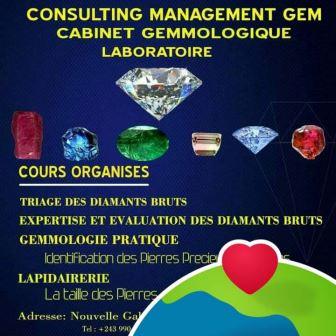 CONSULTING MANAGEMENT GEM
CABINET GEMMOLOGIQUE
LABORATOIRE
COURS ORGANISES
TRIAGE DES DIAMANTS BRUTS
EXPERTISE ET EVALUATION DES DIAMANTS BRUTS
GEMMOLOGIE PRATIQUE
Identification des Pierres
LAPIDAIRERIE
La taille des Pierres
Adresse: Nouvelle
Tel : +243 990